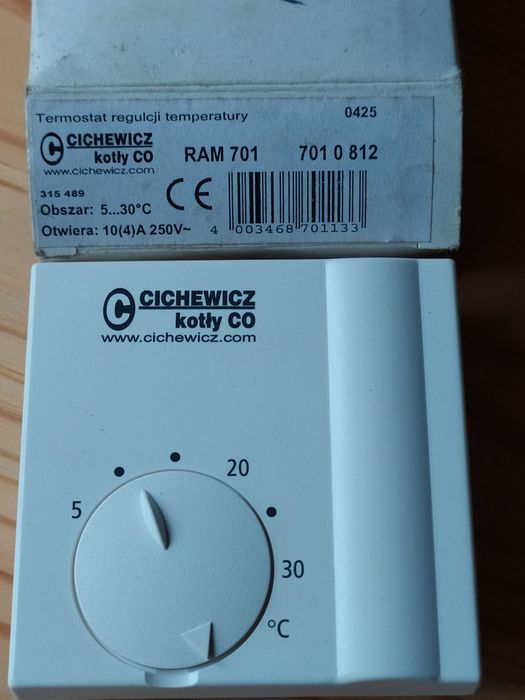 Termostat regulcji temperatury 0425
C CICHEWICZ
kotły CO RAM 701 701 0 812
www.cichewicz.com
315 489
CE
Obszar: 5...30°C
Otwiera: 10(4)A 250V~ 4 003468 701133
C CICHEWICZ
kotły CO
www.cichewicz.com
20
5
30
°C